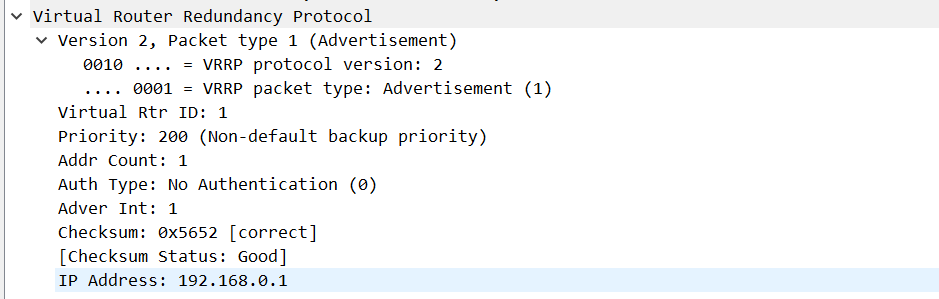 Virtual Router Redundancy Protocol
Version 2, Packet type 1 (Advertisement)
0010 .... = VRRP protocol version: 2
.... 0001 = VRRP packet type: Advertisement (1)
Virtual Rtr ID: 1
Priority: 200 (Non-default backup priority)
Addr Count: 1
Auth Type: No Authentication (0)
Adver Int: 1
Checksum: 0x5652 [correct]
[Checksum Status: Good]
IP Address: 192.168.0.1